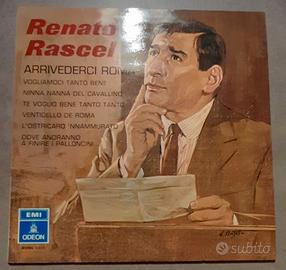 Renato
Rascel
ARRIVEDERCI ROMA
VOGLIAMOCI TANTO BENE
NINNA NANNA DEL CAVALLINO
TE VOGLIO BENE TANTO TANTO
VENTICELLO DE ROMA
L'OSTRICARO 'NNAMMURATO
DOVE ANDRANNO
A FINIRE I PALLONCINI
EMI
ODEON
subito